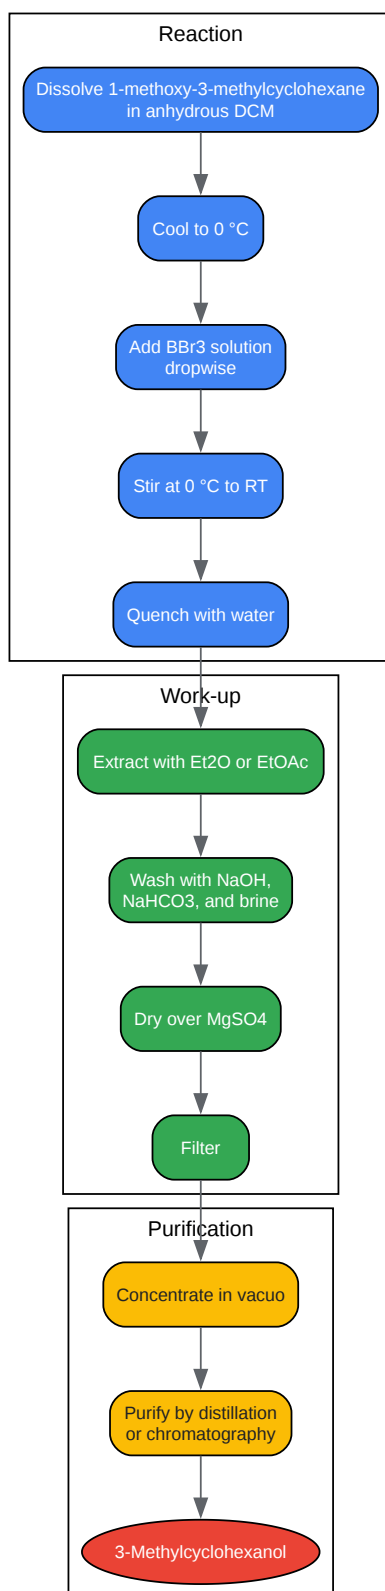 Reaction
Dissolve 1-methoxy-3-methylcyclohexane
in anhydrous DCM
Cool to 0 °C
Add BBr3 solution
dropwise
Stir at 0 °C to RT
Quench with water
Work-up
Extract with Et2O or EtOAc
Wash with NaOH,
NaHCO3, and brine
Dry over MgSO4
Filter
Purification
Concentrate in vacuo
Purify by distillation
or chromatography
3-Methylcyclohexanol